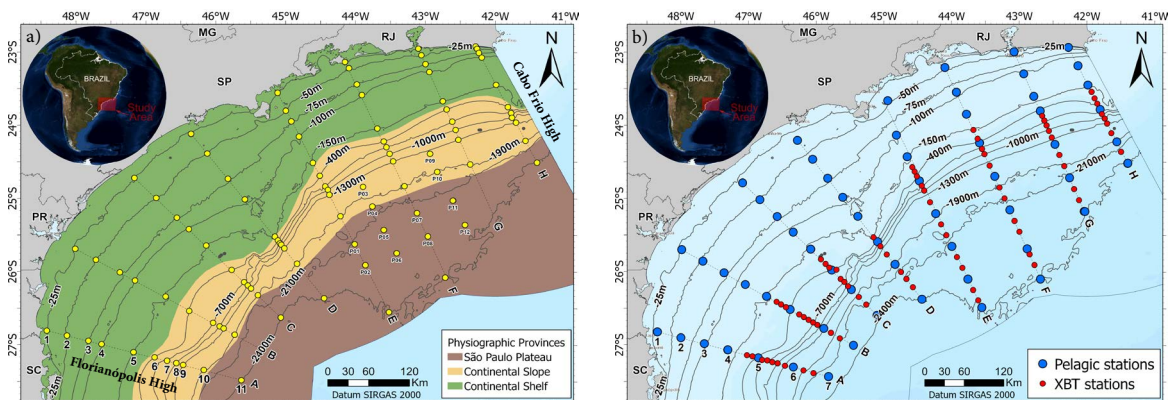 48°W 47°W 46°W 45°W 44°W 43°W 42°W 41°W
a)
MG
RJ
SP
PR
SC
BRAZIL
Study
Area
N
23°S
24°S
25°S
26°S
27°S
-25m
-50m
-75m
-100m
-150m
-400m
-1000m
-1900m
-1300m
-700m
-2100m
-2400m
-25m
-25m
Cabo Frio High
Florianópolis High
P09
P10
P03
P04
P11
P07
P12
P05
P08
P01
P06
P02
H
G
F
E
D
C
B
A
1 2 3 4 5 6 7 8 9 10 11
Physiographic Provinces
São Paulo Plateau
Continental Slope
Continental Shelf
0 30 60 120
Km
Datum SIRGAS 2000
48°W 47°W 46°W 45°W 44°W 43°W 42°W 41°W
b)
MG
RJ
SP
PR
SC
BRAZIL
Study
Area
N
23°S
24°S
25°S
26°S
27°S
-25m
-50m
-75m
-100m
-150m
-400m
-1000m
-2100m
-1300m
-1900m
-700m
-2400m
-25m
-25m
H
G
F
E
D
C
B
A
1 2 3 4 5 6 7
Pelagic stations
XBT stations
0 30 60 120
Km
Datum SIRGAS 2000